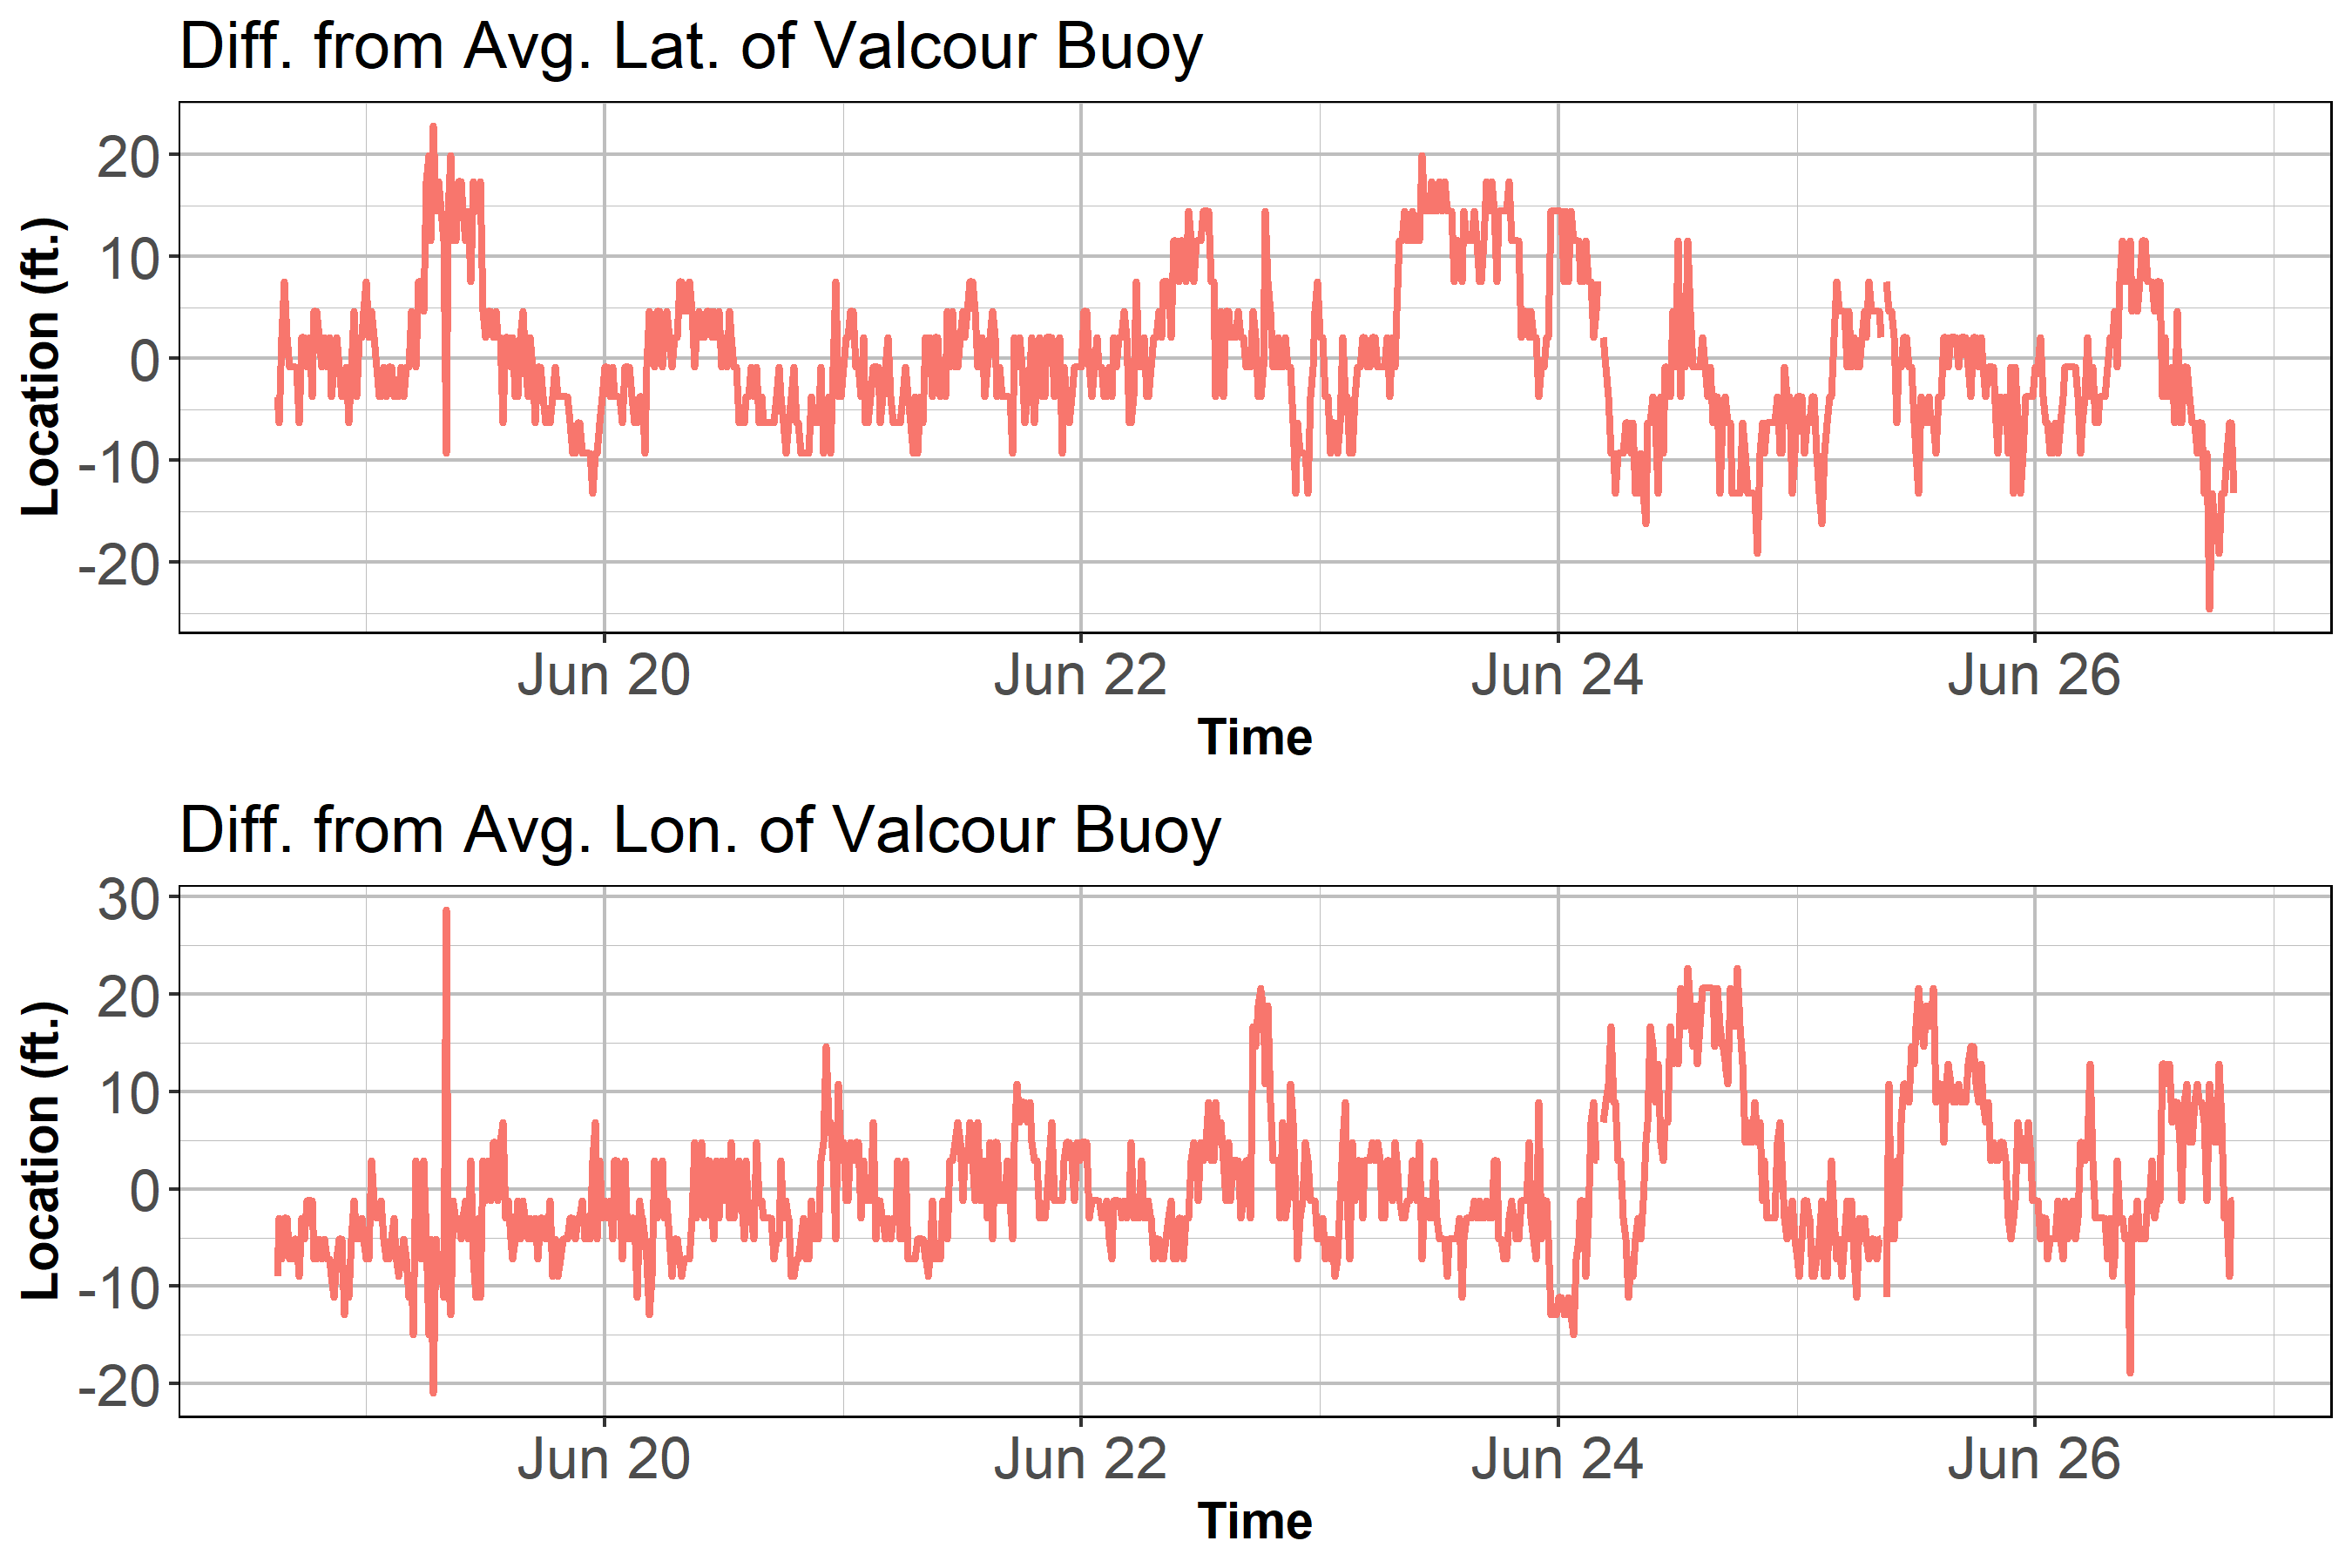 Diff. from Avg. Lat. of Valcour Buoy
Location (ft.)
20
10
0
-10
-20
Jun 20 Jun 22 Jun 24 Jun 26
Time
Diff. from Avg. Lon. of Valcour Buoy
Location (ft.)
30
20
10
0
-10
-20
Jun 20 Jun 22 Jun 24 Jun 26
Time